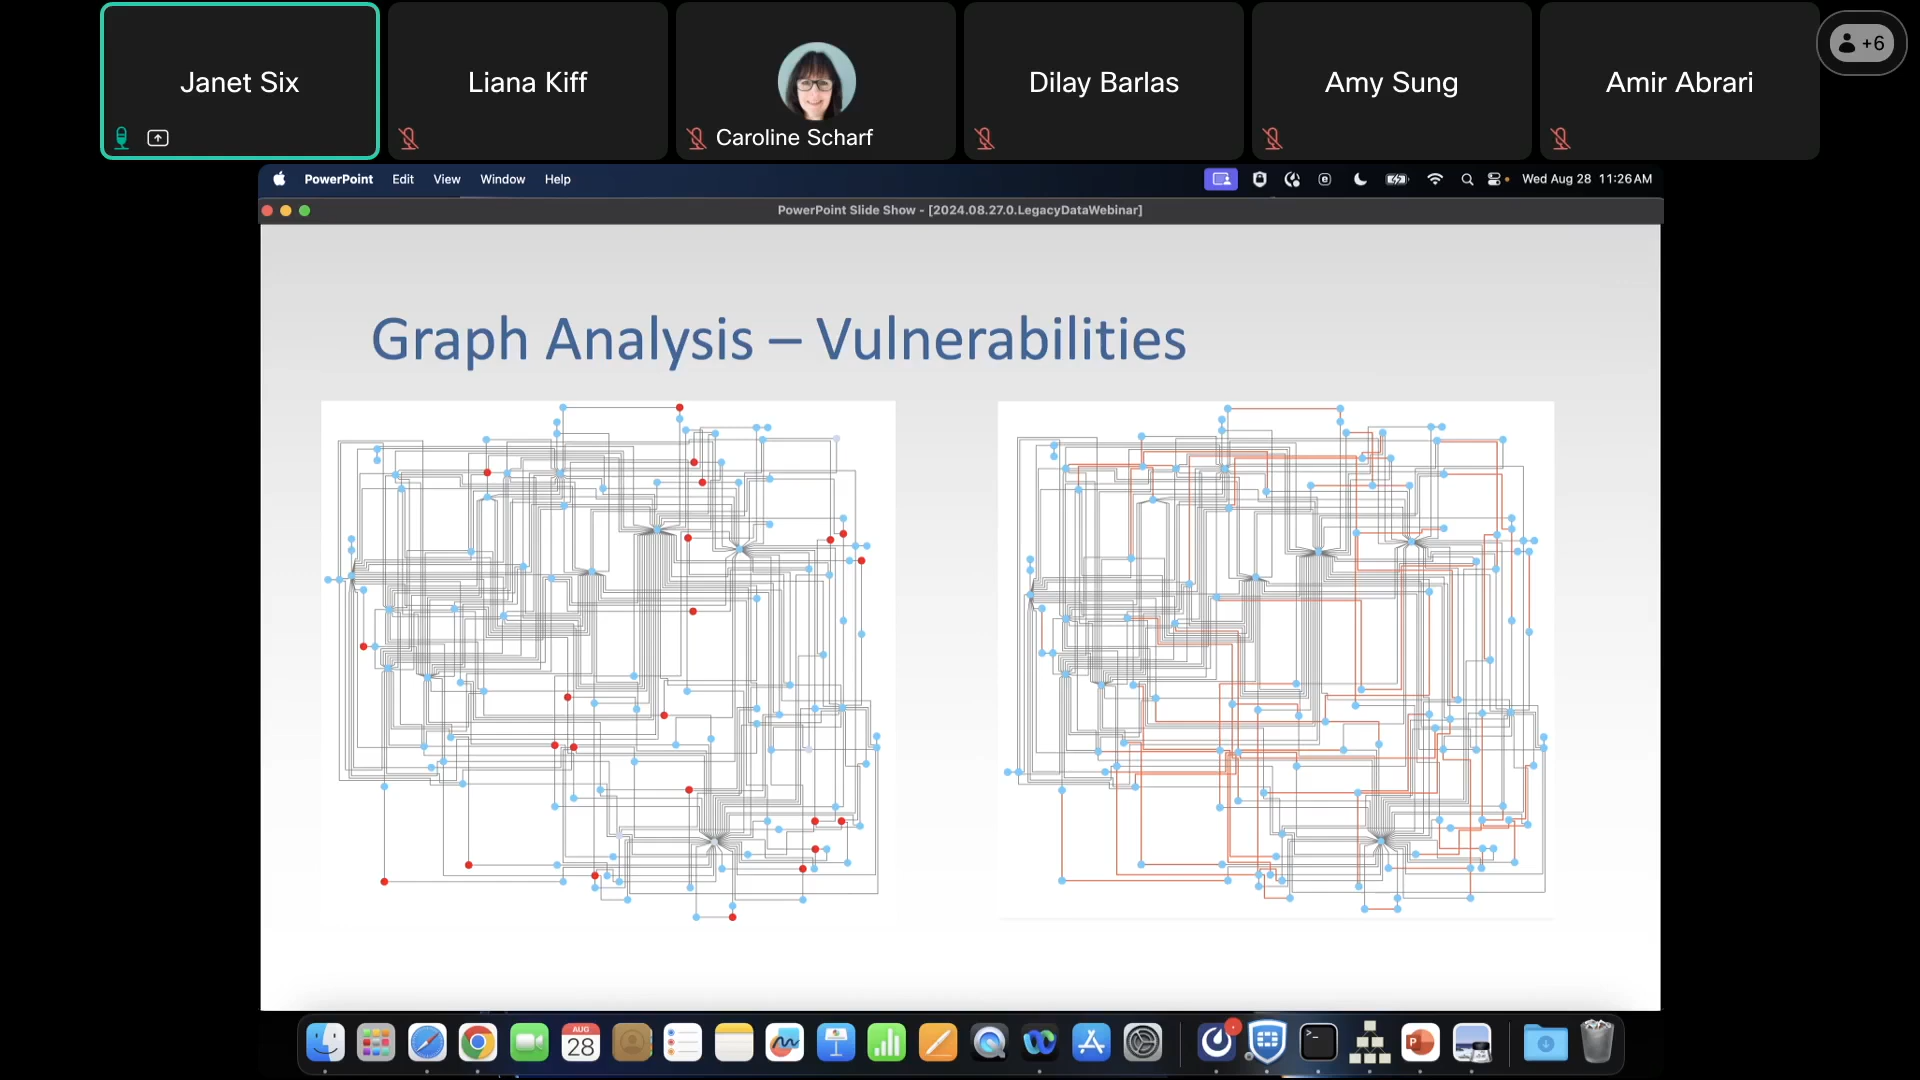 Janet Six
Liana Kiff
Caroline Scharf
Dilay Barlas
Amy Sung
Amir Abrari
+6
PowerPoint Edit View Window Help
Wed Aug 28 11:26 AM
PowerPoint Slide Show - [2024.08.27.0.LegacyDataWebinar]
Graph Analysis – Vulnerabilities
AUG
28